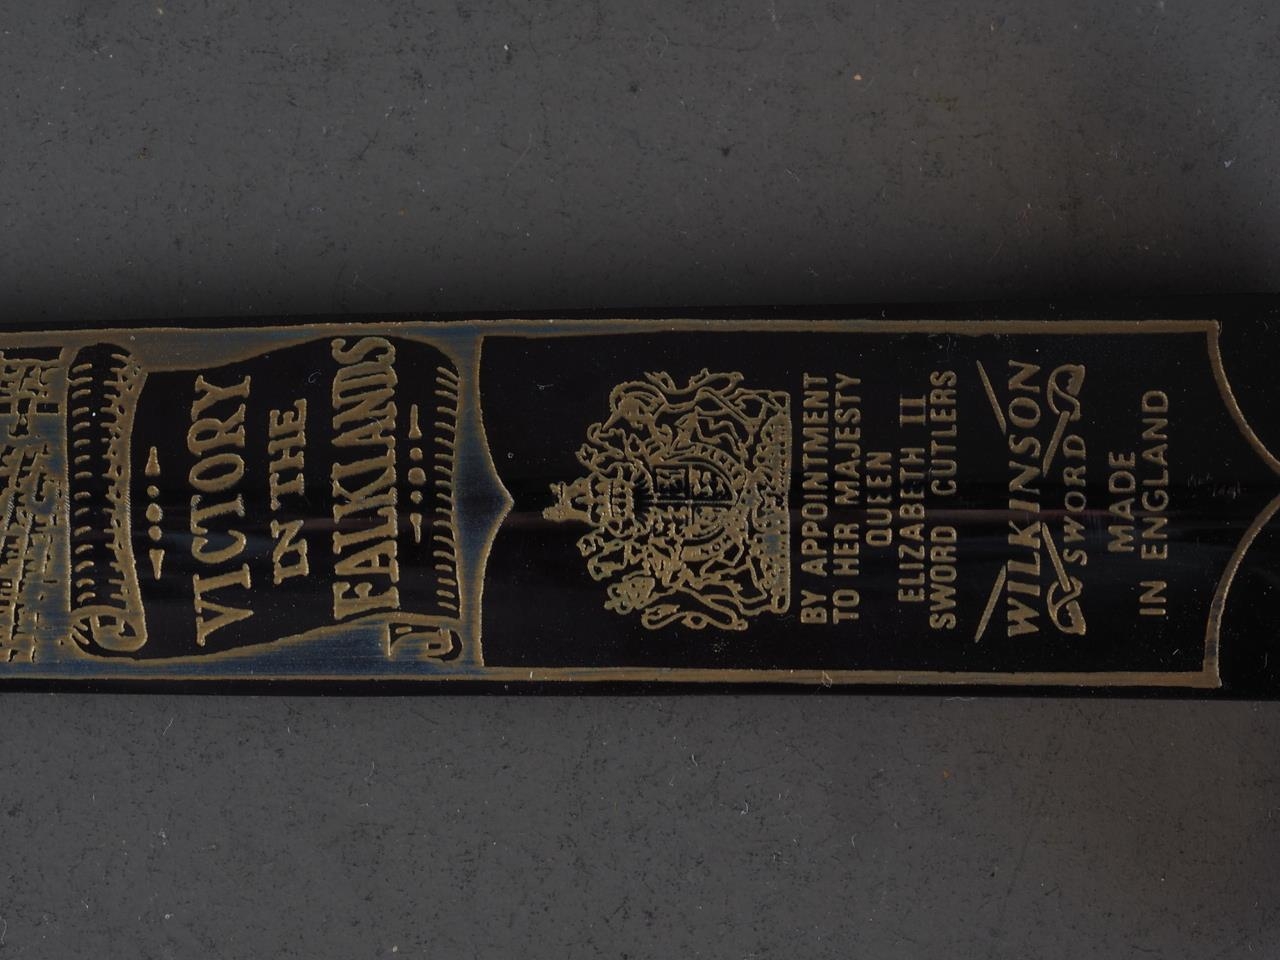 VICTORY
IN THE
FALKLANDS
BY APPOINTMENT
TO HER MAJESTY
QUEEN
ELIZABETH II
SWORD CUTLERS
WILKINSON
SWORD
MADE
IN ENGLAND